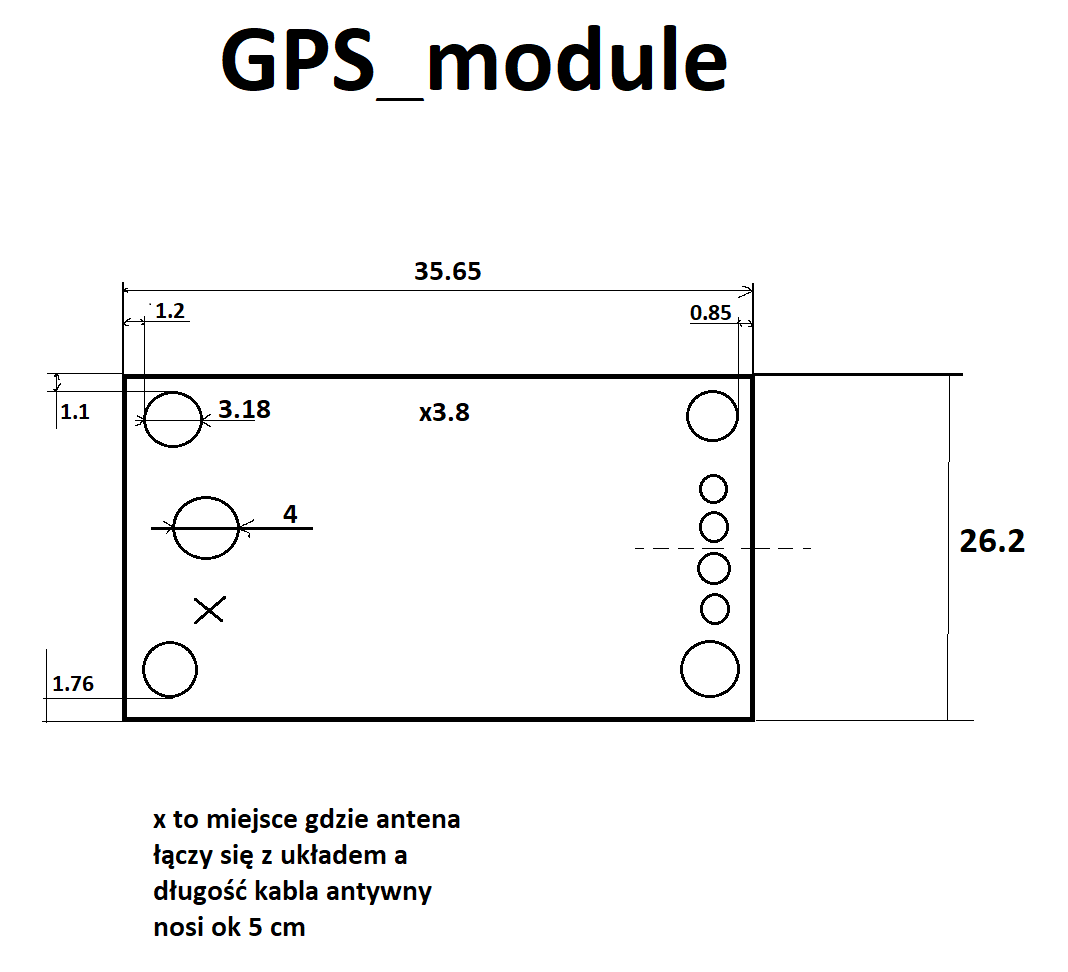 GPS_module
35.65
1.2
0.85
1.1
3.18
x3.8
4
26.2
1.76
x to miejsce gdzie antena
łączy się z układem a
długość kabla antywny
nosi ok 5 cm